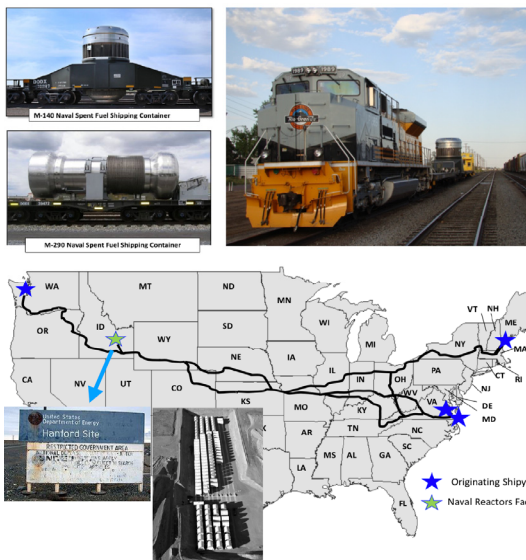 M-140 Naval Spent Fuel Shipping Container
M-290 Naval Spent Fuel Shipping Container
WA
MT
ND
MN
VT
NH
ME
OR
ID
SD
WI
MI
NY
MA
WY
CT
RI
NE
IA
PA
NJ
CA
NV
UT
CO
IL
IN
OH
WV
VA
DE
MD
KS
MO
KY
NC
TN
SC
AR
MS
AL
GA
LA
FL
United States
Department of Energy
Hanford Site
RESTRICTED GOVERNMENT AREA
Originating Shipy
Naval Reactors Fac